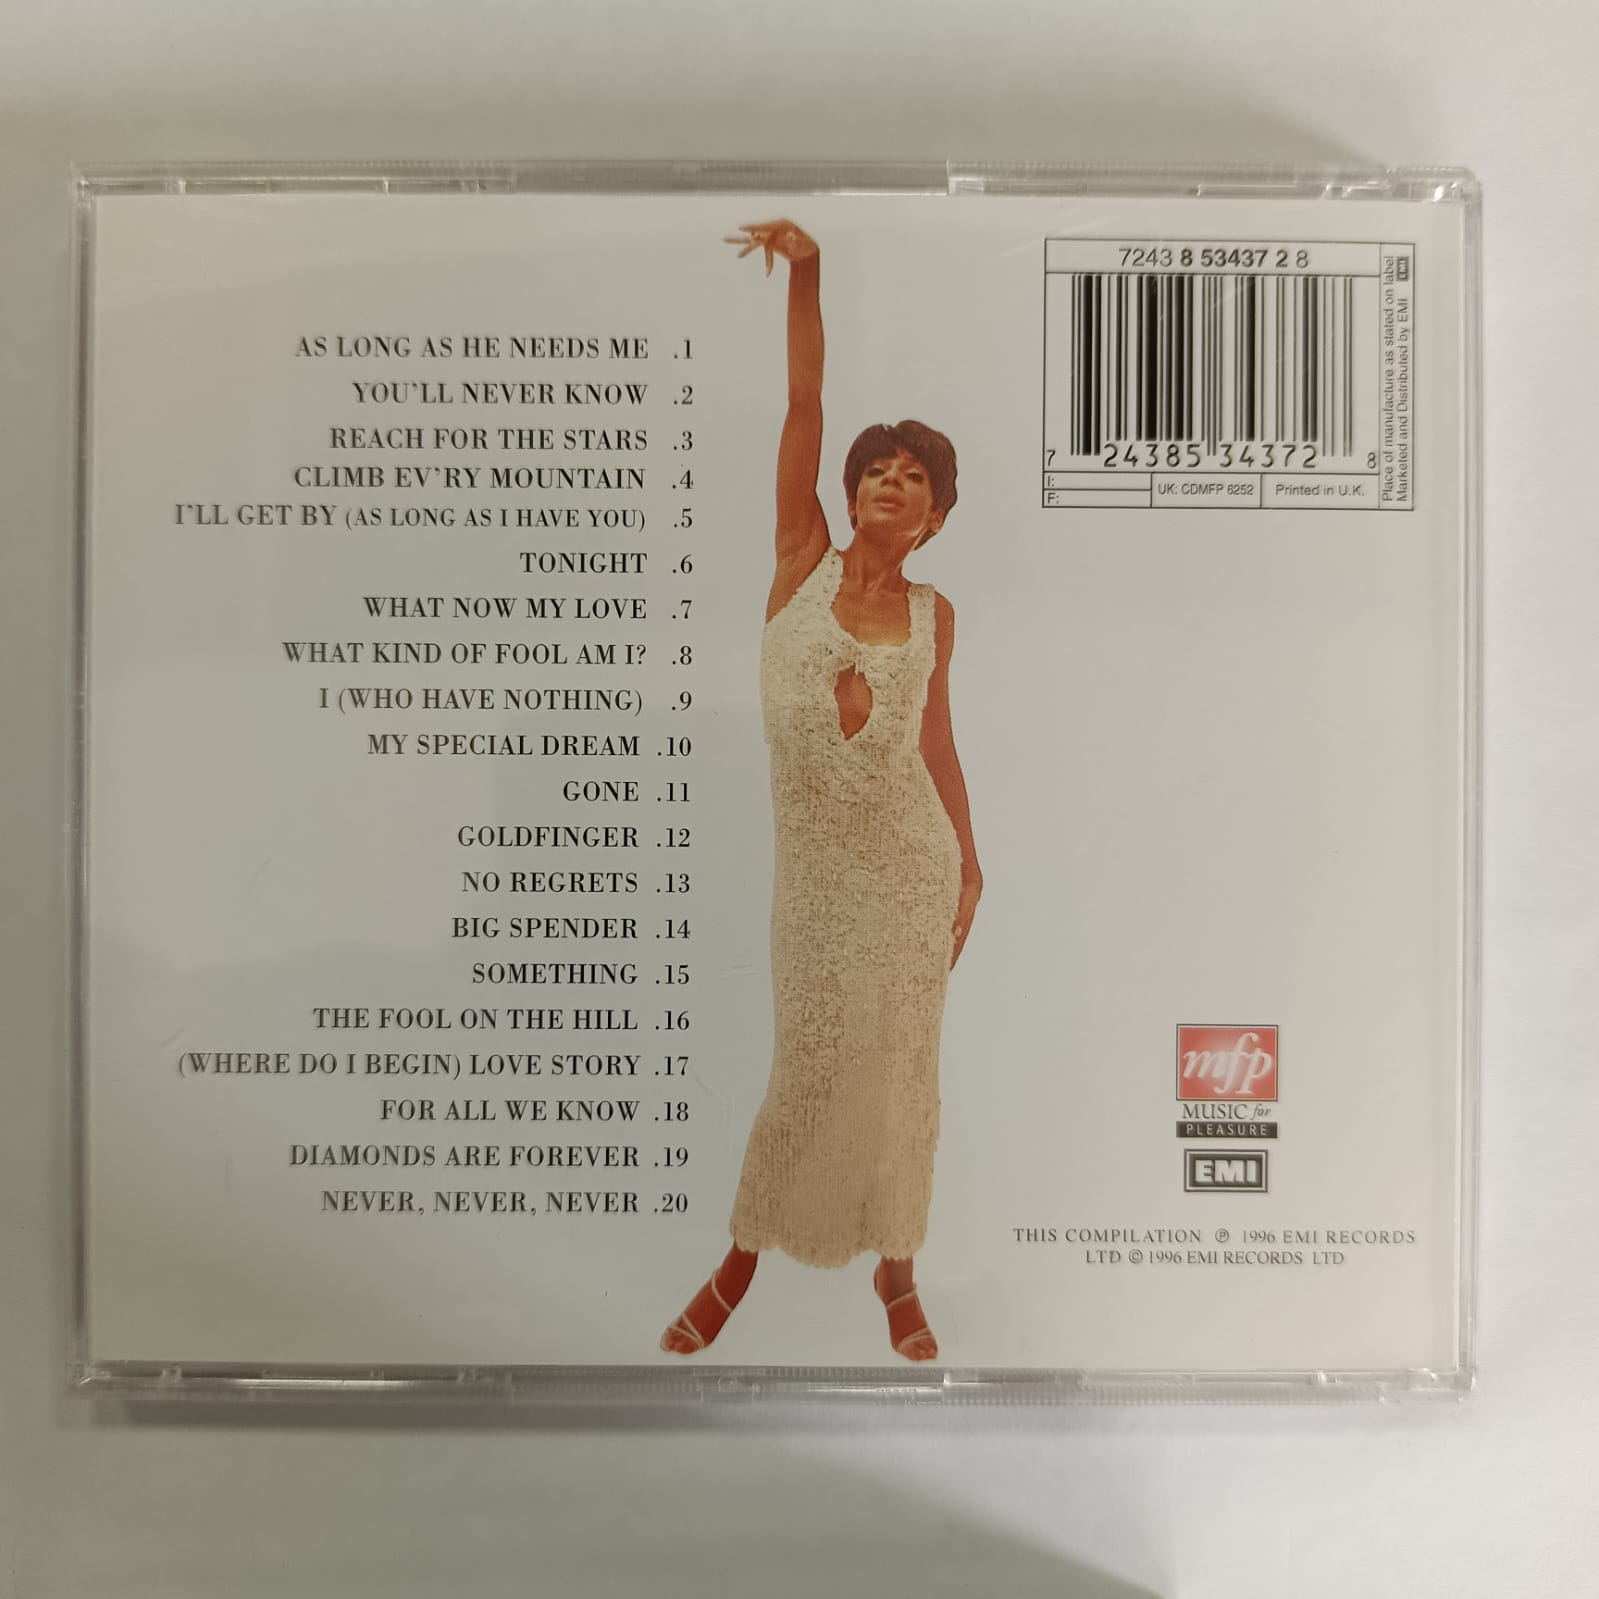 AS LONG AS HE NEEDS ME .1
YOU'LL NEVER KNOW .2
REACH FOR THE STARS .3
CLIMB EV'RY MOUNTAIN .4
I'LL GET BY (AS LONG AS I HAVE YOU) .5
TONIGHT .6
WHAT NOW MY LOVE .7
WHAT KIND OF FOOL AM I? .8
I (WHO HAVE NOTHING) .9
MY SPECIAL DREAM .10
GONE .11
GOLDFINGER .12
NO REGRETS .13
BIG SPENDER .14
SOMETHING .15
THE FOOL ON THE HILL .16
(WHERE DO I BEGIN) LOVE STORY .17
FOR ALL WE KNOW .18
DIAMONDS ARE FOREVER .19
NEVER, NEVER, NEVER .20
7243 8 53437 2 8
7 24385 34372 8
I:
F:
UK: CDMFP 6252
Printed in U.K.
Place of manufacture as stated on label
Marketed and Distributed by EMI
EMI
mfp
MUSIC for
PLEASURE
EMI
THIS COMPILATION ℗ 1996 EMI RECORDS
LTD © 1996 EMI RECORDS LTD